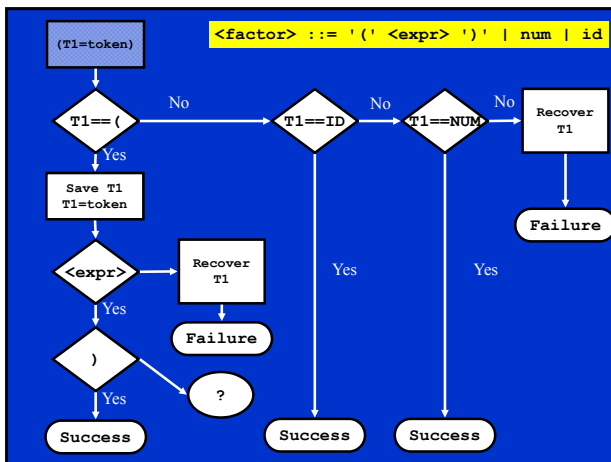 <factor> ::= '(' <expr> ')' | num | id
(T1=token)
T1==(
No
T1==ID
No
T1==NUM
No
Recover
T1
Yes
Save T1
T1=token
Failure
<expr>
Recover
T1
Yes
Yes
Yes
Failure
)
?
Yes
Success
Success
Success